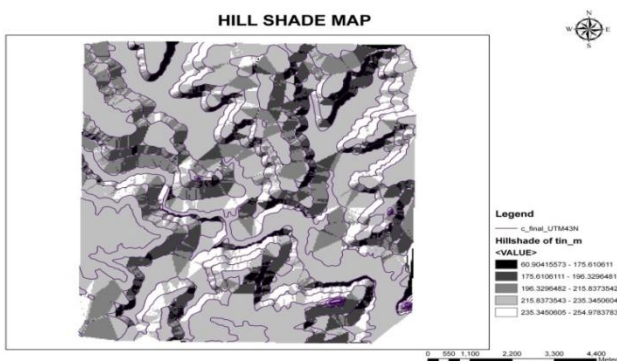 HILL SHADE MAP
N
W E
S
Legend
c_final_UTM43N
Hillshade of tin_m
<VALUE>
60.90415573 - 175.610611
175.6106111 - 196.3296481
196.3296482 - 215.8373542
215.8373543 - 235.3450604
235.3450605 - 254.9783783
0 550 1,100 2,200 3,300 4,400
Meters